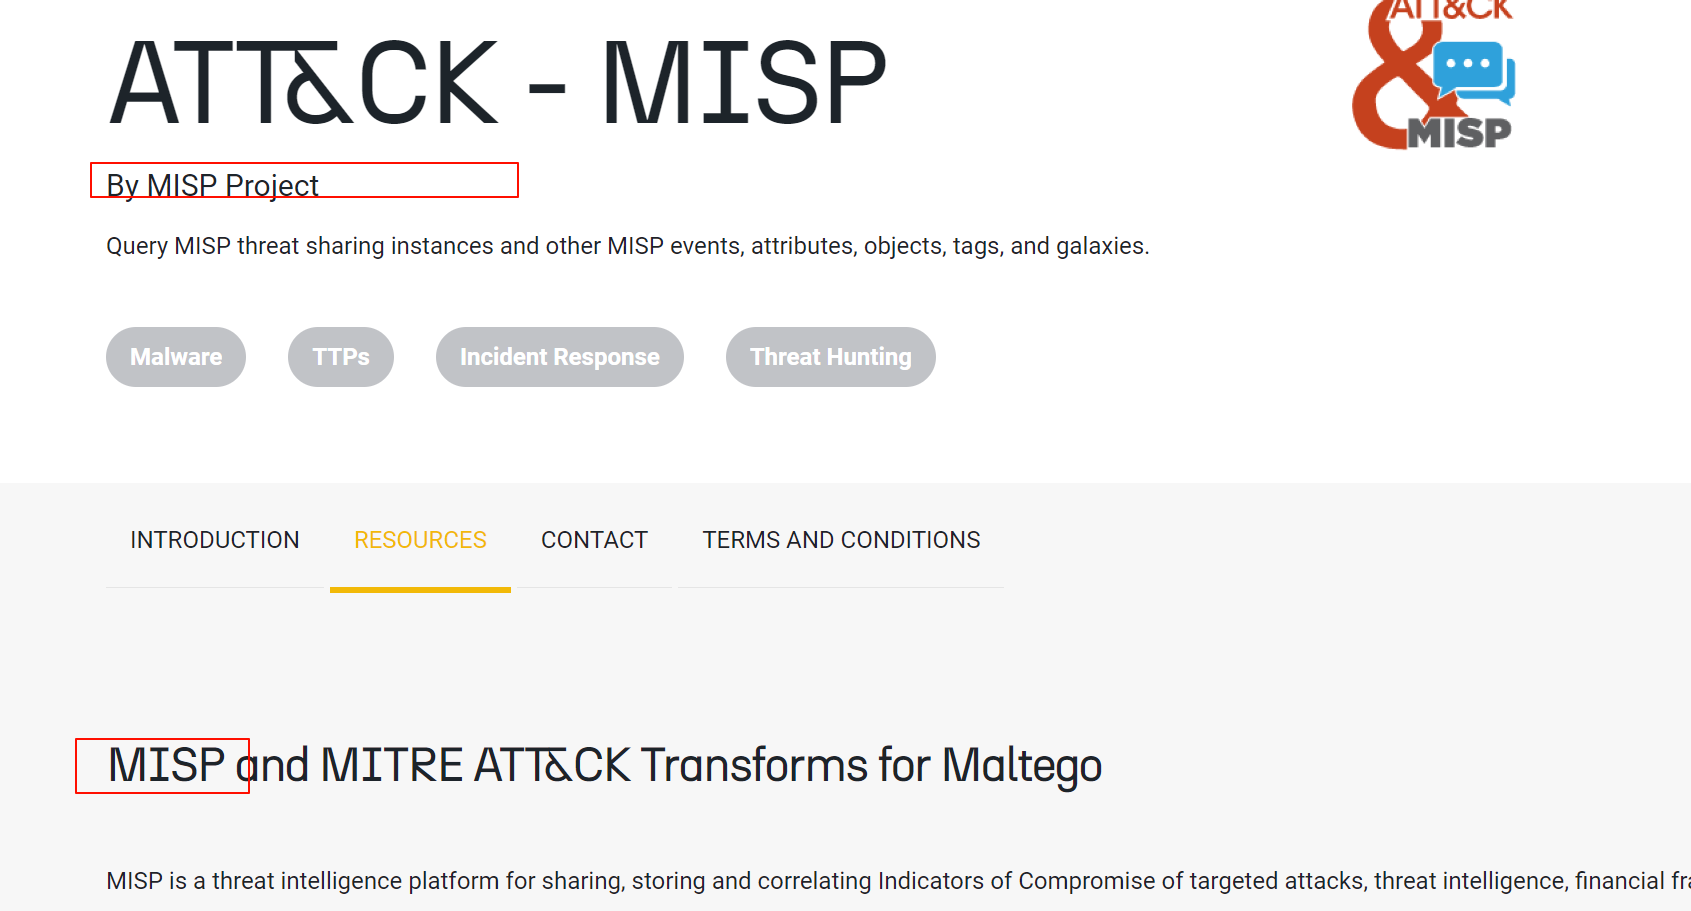 ATT&CK
ATT&CK - MISP
MISP
By MISP Project
Query MISP threat sharing instances and other MISP events, attributes, objects, tags, and galaxies.
Malware TTPs Incident Response Threat Hunting
INTRODUCTION RESOURCES CONTACT TERMS AND CONDITIONS
MISP and MITRE ATT&CK Transforms for Maltego
MISP is a threat intelligence platform for sharing, storing and correlating Indicators of Compromise of targeted attacks, threat intelligence, financial